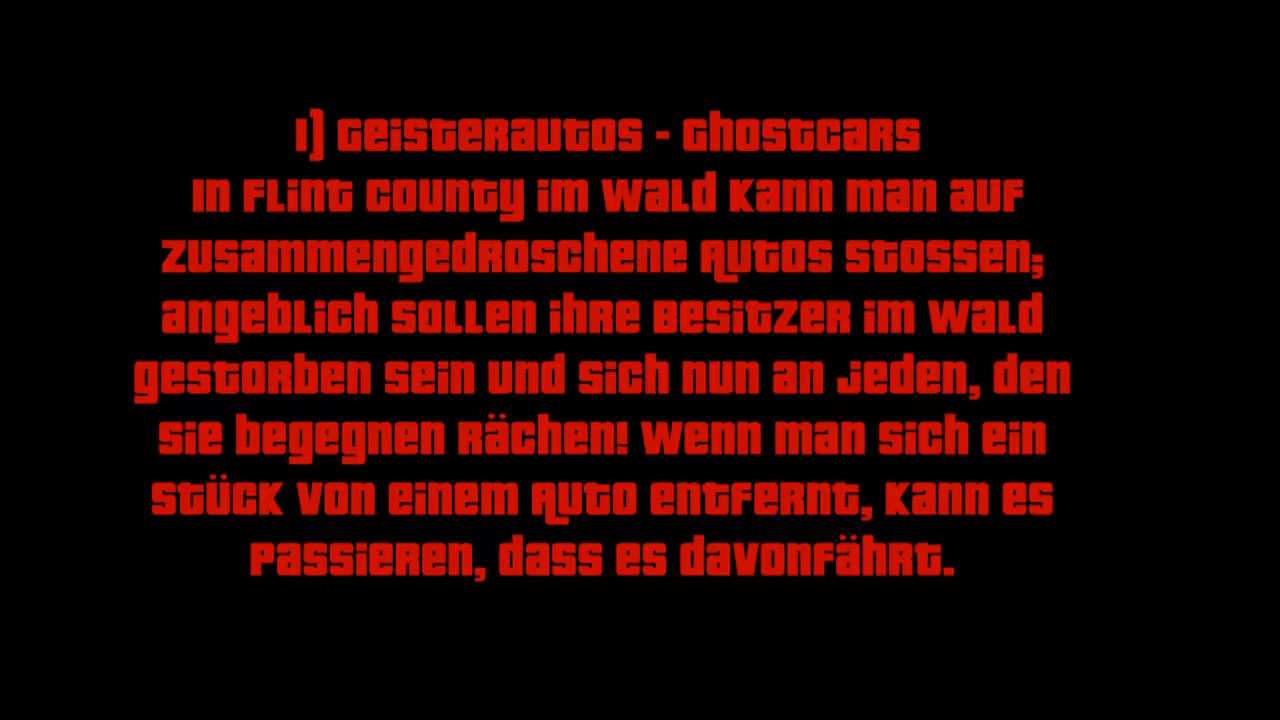 1) Geisterautos - Ghostcars
In Flint County im Wald kann man auf
zusammengedroschene Autos stossen;
angeblich sollen ihre Besitzer im Wald
gestorben sein und sich nun an jeden, den
sie begegnen rächen! Wenn man sich ein
Stück von einem Auto entfernt, kann es
passieren, dass es davonfährt.